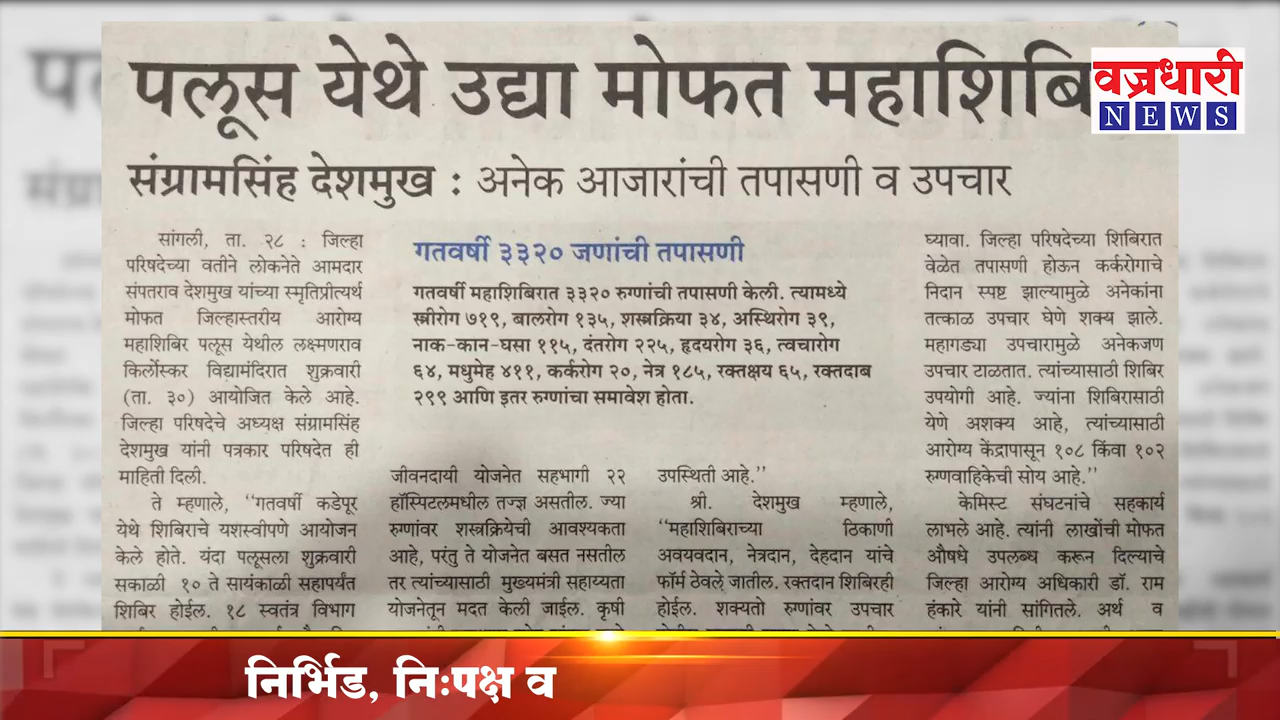 पलूस येथे उद्या मोफत महाशिबि
वज्रधारी
NEWS
संग्रामसिंह देशमुख : अनेक आजारांची तपासणी व उपचार
सांगली, ता. २८ : जिल्हा
परिषदेच्या वतीने लोकनेते आमदार
संपतराव देशमुख यांच्या स्मृतिप्रीत्यर्थ
मोफत जिल्हास्तरीय आरोग्य
महाशिबिर पलूस येथील लक्ष्मणराव
किर्लोस्कर विद्यामंदिरात शुक्रवारी
(ता. ३०) आयोजित केले आहे.
जिल्हा परिषदेचे अध्यक्ष संग्रामसिंह
देशमुख यांनी पत्रकार परिषदेत ही
माहिती दिली.
ते म्हणाले, ''गतवर्षी कडेपूर
येथे शिबिराचे यशस्वीपणे आयोजन
केले होते. यंदा पलूसला शुक्रवारी
सकाळी १० ते सायंकाळी सहापर्यंत
शिबिर होईल. १८ स्वतंत्र विभाग
गतवर्षी ३३२० जणांची तपासणी
गतवर्षी महाशिबिरात ३३२० रुग्णांची तपासणी केली. त्यामध्ये
स्त्रीरोग ७१९, बालरोग १३५, शस्त्रक्रिया ३४, अस्थिरोग ३९,
नाक-कान-घसा ११५, दंतरोग २२५, हृदयरोग ३६, त्वचारोग
६४, मधुमेह ४११, कर्करोग २०, नेत्र १८५, रक्तक्षय ६५, रक्तदाब
२९९ आणि इतर रुग्णांचा समावेश होता.
जीवनदायी योजनेत सहभागी २२
हॉस्पिटलमधील तज्ज्ञ असतील. ज्या
रुग्णांवर शस्त्रक्रियेची आवश्यकता
आहे, परंतु ते योजनेत बसत नसतील
तर त्यांच्यासाठी मुख्यमंत्री सहाय्यता
योजनेतून मदत केली जाईल. कृषी
उपस्थिती आहे.''
श्री. देशमुख म्हणाले,
''महाशिबिराच्या ठिकाणी
अवयवदान, नेत्रदान, देहदान यांचे
फॉर्म ठेवले जातील. रक्तदान शिबिरही
होईल. शक्यतो रुग्णांवर उपचार
घ्यावा. जिल्हा परिषदेच्या शिबिरात
वेळेत तपासणी होऊन कर्करोगाचे
निदान स्पष्ट झाल्यामुळे अनेकांना
तत्काळ उपचार घेणे शक्य झाले.
महागड्या उपचारामुळे अनेकजण
उपचार टाळतात. त्यांच्यासाठी शिबिर
उपयोगी आहे. ज्यांना शिबिरासाठी
येणे अशक्य आहे, त्यांच्यासाठी
आरोग्य केंद्रापासून १०८ किंवा १०२
रुग्णवाहिकेची सोय आहे.''
केमिस्ट संघटनांचे सहकार्य
लाभले आहे. त्यांनी लाखोंची मोफत
औषधे उपलब्ध करून दिल्याचे
जिल्हा आरोग्य अधिकारी डॉ. राम
हंकारे यांनी सांगितले. अर्थ व
निर्भिड, निःपक्ष व